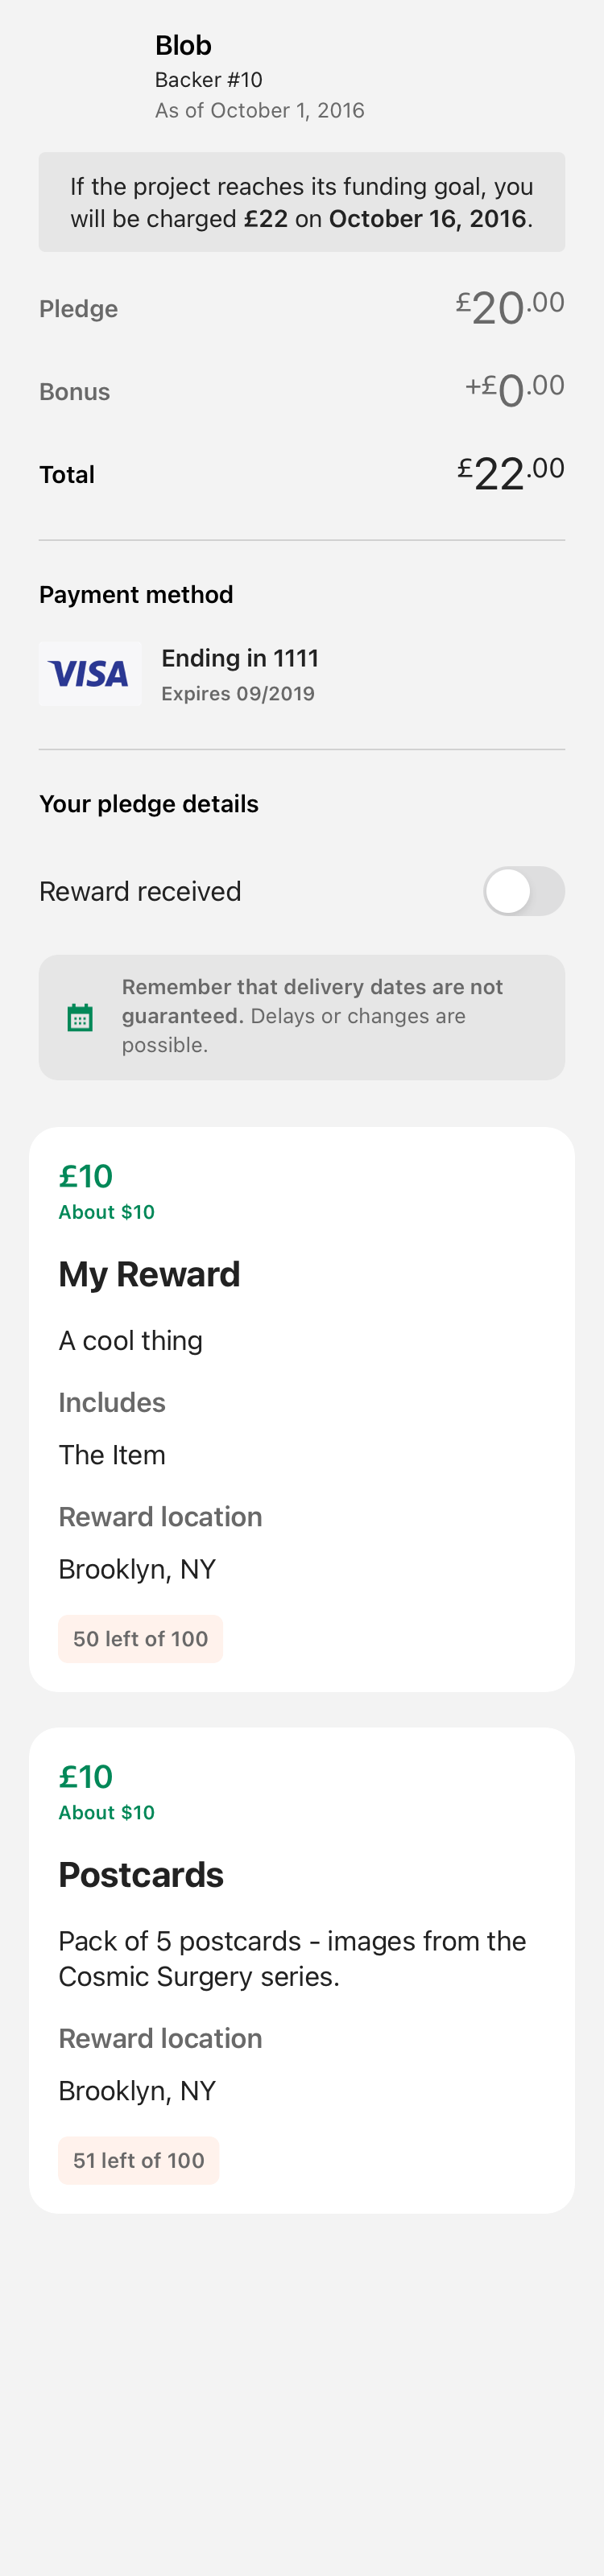 Blob
Backer #10
As of October 1, 2016
If the project reaches its funding goal, you
will be charged £22 on October 16, 2016.
Pledge £20.00
Bonus +£0.00
Total £22.00
Payment method
VISA
Ending in 1111
Expires 09/2019
Your pledge details
Reward received
Remember that delivery dates are not
guaranteed. Delays or changes are
possible.
£10
About $10
My Reward
A cool thing
Includes
The Item
Reward location
Brooklyn, NY
50 left of 100
£10
About $10
Postcards
Pack of 5 postcards - images from the
Cosmic Surgery series.
Reward location
Brooklyn, NY
51 left of 100